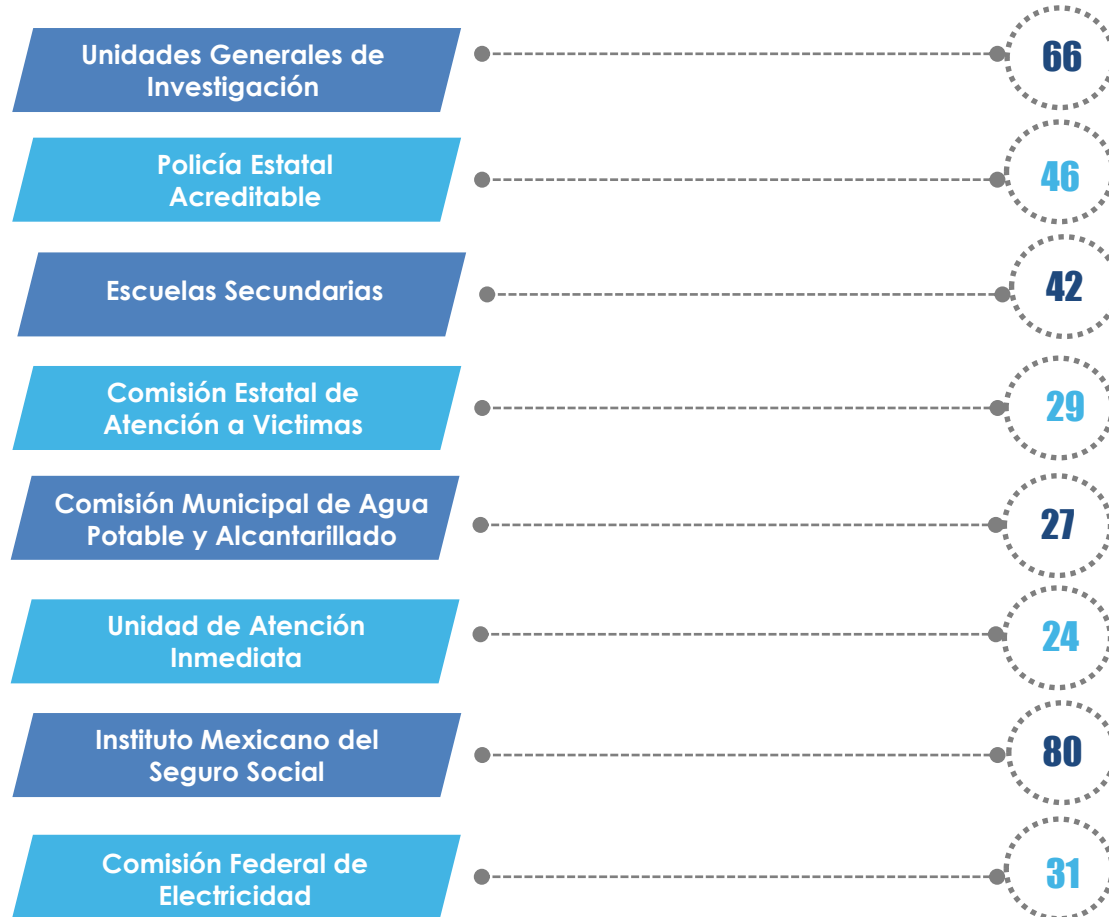 Unidades Generales de
Investigación
66
Policía Estatal
Acreditable
46
Escuelas Secundarias
42
Comisión Estatal de
Atención a Victimas
29
Comisión Municipal de Agua
Potable y Alcantarillado
27
Unidad de Atención
Inmediata
24
Instituto Mexicano del
Seguro Social
80
Comisión Federal de
Electricidad
31